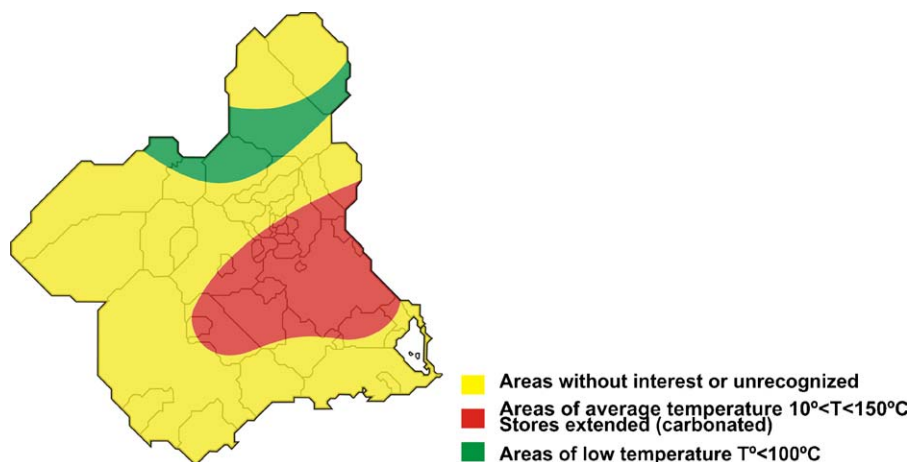 Areas without interest or unrecognized
Areas of average temperature 10º<T<150ºC
Stores extended (carbonated)
Areas of low temperature Tº<100ºC